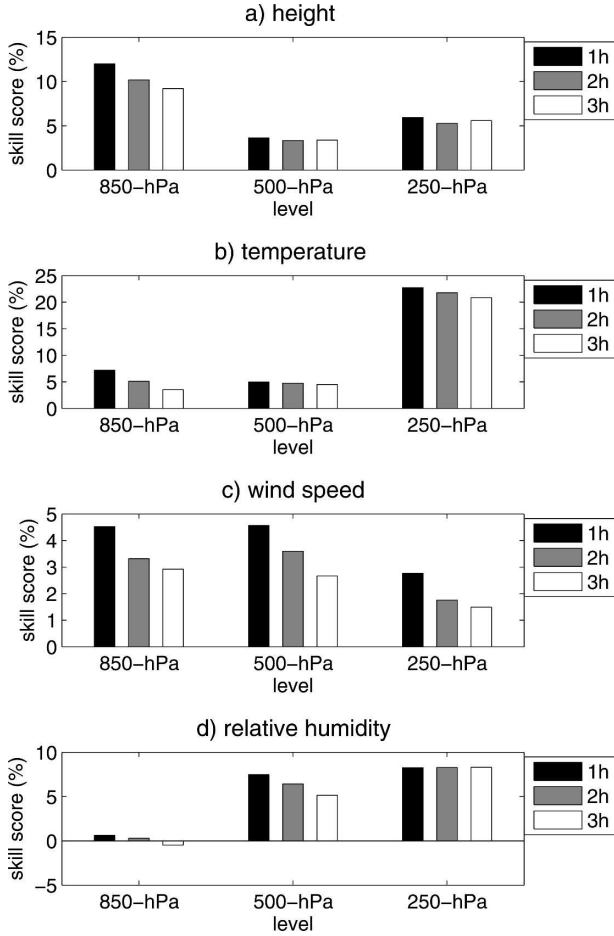 a) height
15
10
5
0
skill score (%)
850-hPa
500-hPa
250-hPa
level
1h
2h
3h
b) temperature
25
20
15
10
5
0
skill score (%)
850-hPa
500-hPa
250-hPa
level
1h
2h
3h
c) wind speed
5
4
3
2
1
0
skill score (%)
850-hPa
500-hPa
250-hPa
level
1h
2h
3h
d) relative humidity
10
5
0
-5
skill score (%)
850-hPa
500-hPa
250-hPa
level
1h
2h
3h